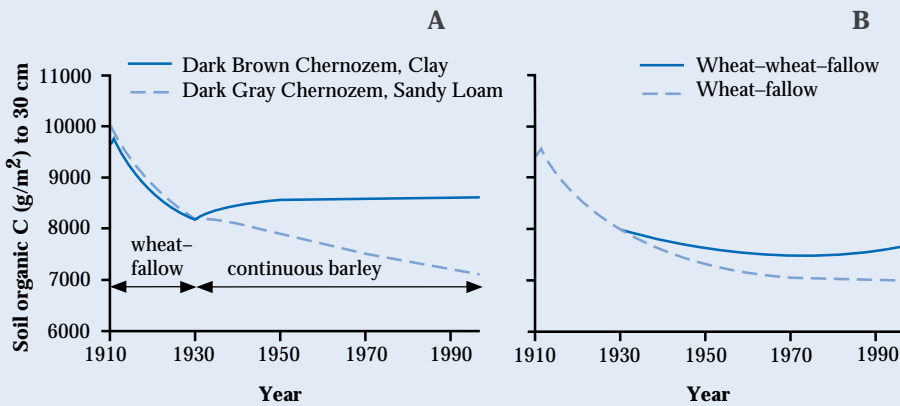 A
Dark Brown Chernozem, Clay
Dark Gray Chernozem, Sandy Loam
Soil organic C (g/m²) to 30 cm
11000
10000
9000
8000
7000
6000
wheat–
fallow
continuous barley
1910 1930 1950 1970 1990
Year
B
Wheat–wheat–fallow
Wheat–fallow
1910 1930 1950 1970 1990
Year